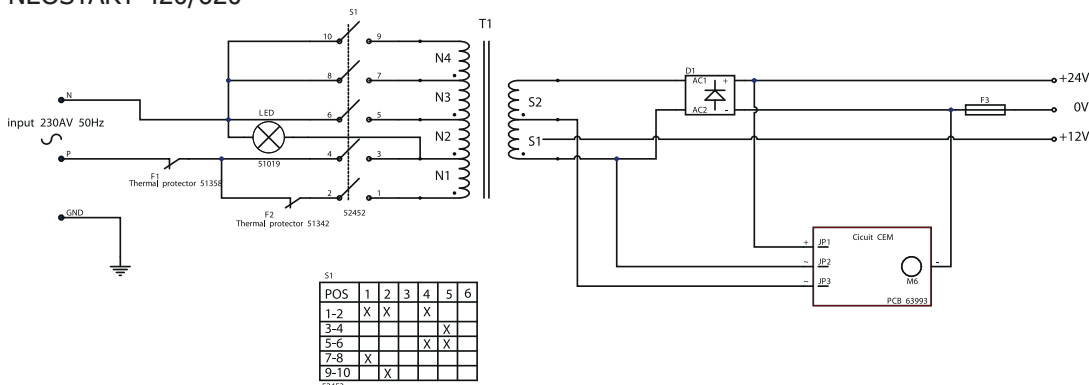 NEOSTART 420/620
S1
T1
10
9
N4
8
7
D1
AC1
+
+24V
N
N3
S2
AC2
-
F3
0V
input 230AV 50Hz
LED
6
5
N2
S1
+12V
P
51019
4
3
F1
Thermal protector 51358
N1
2
1
F2
52452
Thermal protector 51342
GND
Cicuit CEM
+
JP1
~
JP2
-
~
JP3
M6
PCB 63993
S1
POS 1 2 3 4 5 6
1-2 X X X
3-4 X
5-6 X X
7-8 X
9-10 X
52452